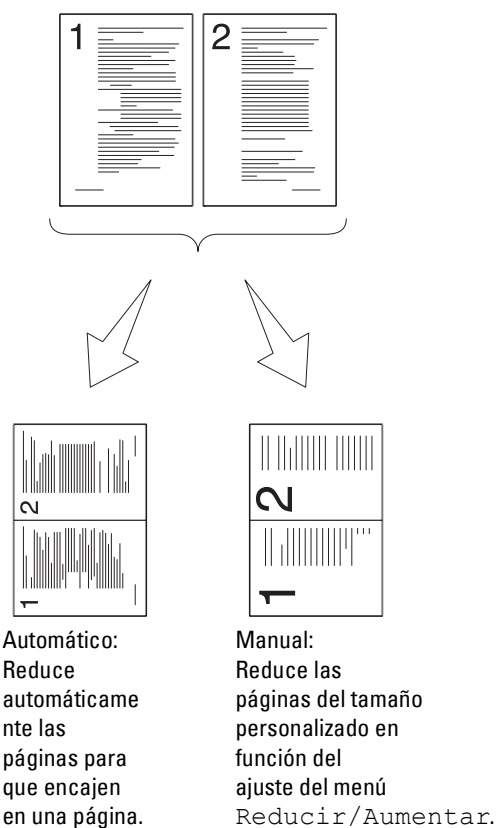 1 2
2 2
1 1
Automático:
Reduce
automáticame
nte las
páginas para
que encajen
en una página.
Manual:
Reduce las
páginas del tamaño
personalizado en
función del
ajuste del menú
Reducir/Aumentar.